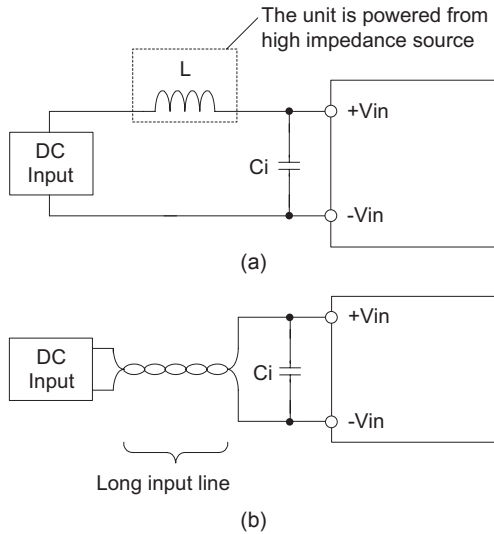 The unit is powered from
high impedance source
L
+Vin
DC
Input
Ci
-Vin
(a)
+Vin
DC
Input
Ci
-Vin
Long input line
(b)